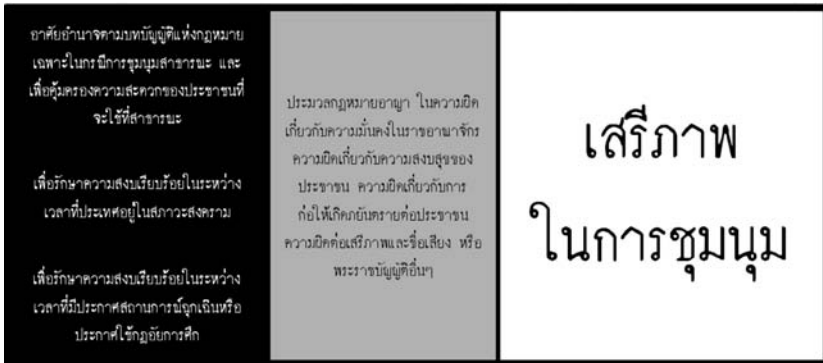 อาศัยอำนาจตามบทบัญญัติแห่งกฎหมาย
เฉพาะในกรณีการชุมนุมสาธารณะ และ
เพื่อคุ้มครองความสะดวกของประชาชนที่
จะใช้ที่สาธารณะ
เพื่อรักษาความสงบเรียบร้อยในระหว่าง
เวลาที่ประเทศอยู่ในสภาวะสงคราม
เพื่อรักษาความสงบเรียบร้อยในระหว่าง
เวลาที่มีประกาศสถานการณ์ฉุกเฉินหรือ
ประกาศใช้กฎอัยการศึก
ประมวลกฎหมายอาญา ในความผิด
เกี่ยวกับความมั่นคงในราชอาณาจักร
ความผิดเกี่ยวกับความสงบสุขของ
ประชาชน ความผิดเกี่ยวกับการ
ก่อให้เกิดภยันตรายต่อประชาชน
ความผิดต่อเสรีภาพและชื่อเสียง หรือ
พระราชบัญญัติอื่นๆ
เสรีภาพ
ในการชุมนุม